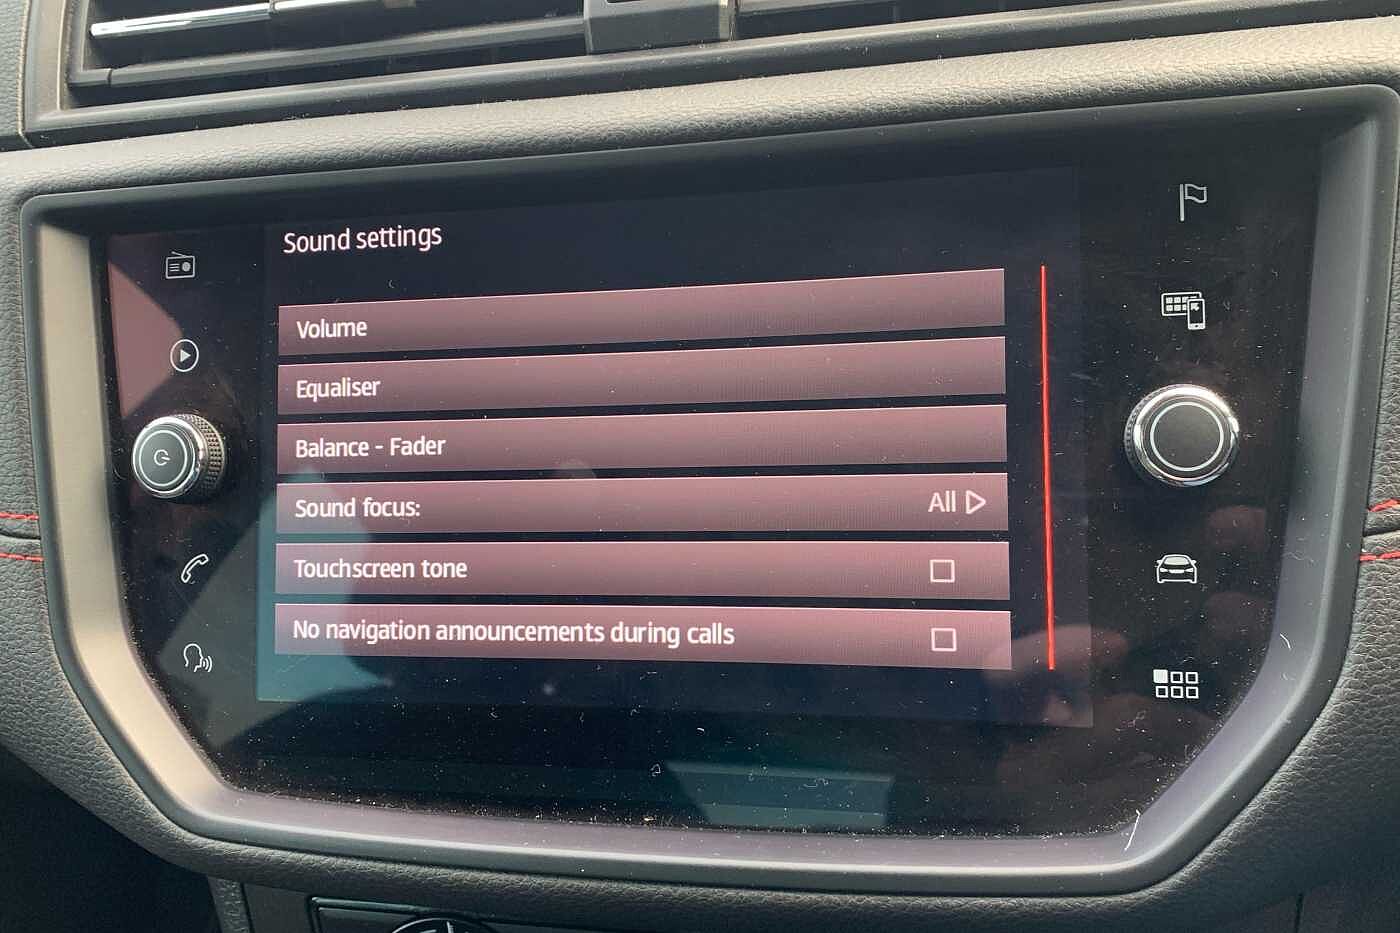 Sound settings
Volume
Equaliser
Balance - Fader
Sound focus: All
Touchscreen tone
No navigation announcements during calls